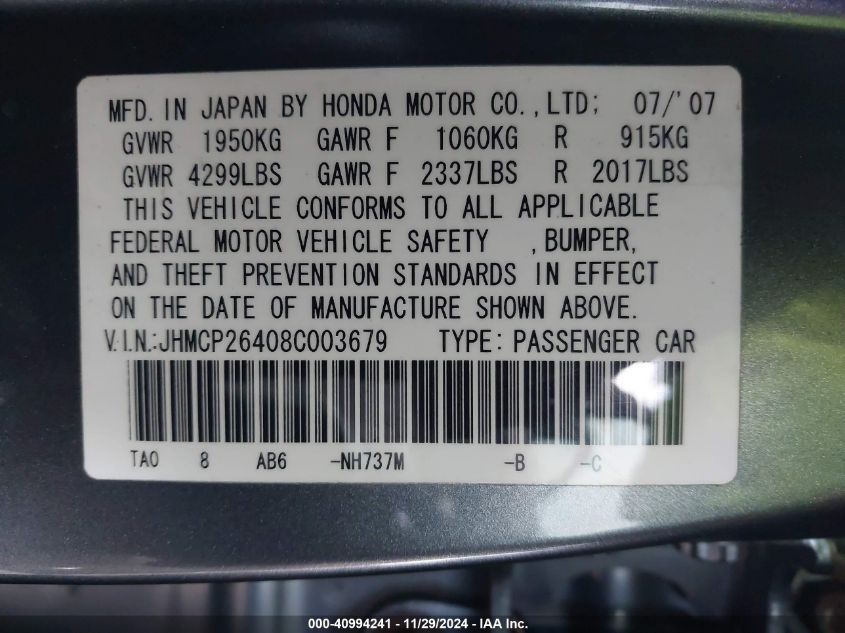 MFD. IN JAPAN BY HONDA MOTOR CO., LTD; 07/'07
GVWR 1950KG GAWR F 1060KG R 915KG
GVWR 4299LBS GAWR F 2337LBS R 2017LBS
THIS VEHICLE CONFORMS TO ALL APPLICABLE
FEDERAL MOTOR VEHICLE SAFETY , BUMPER,
AND THEFT PREVENTION STANDARDS IN EFFECT
ON THE DATE OF MANUFACTURE SHOWN ABOVE.
V.I.N.:JHMCP26408C003679 TYPE: PASSENGER CAR
TA0 8 AB6 -NH737M -B -C
000-40994241 - 11/29/2024 - IAAI.com